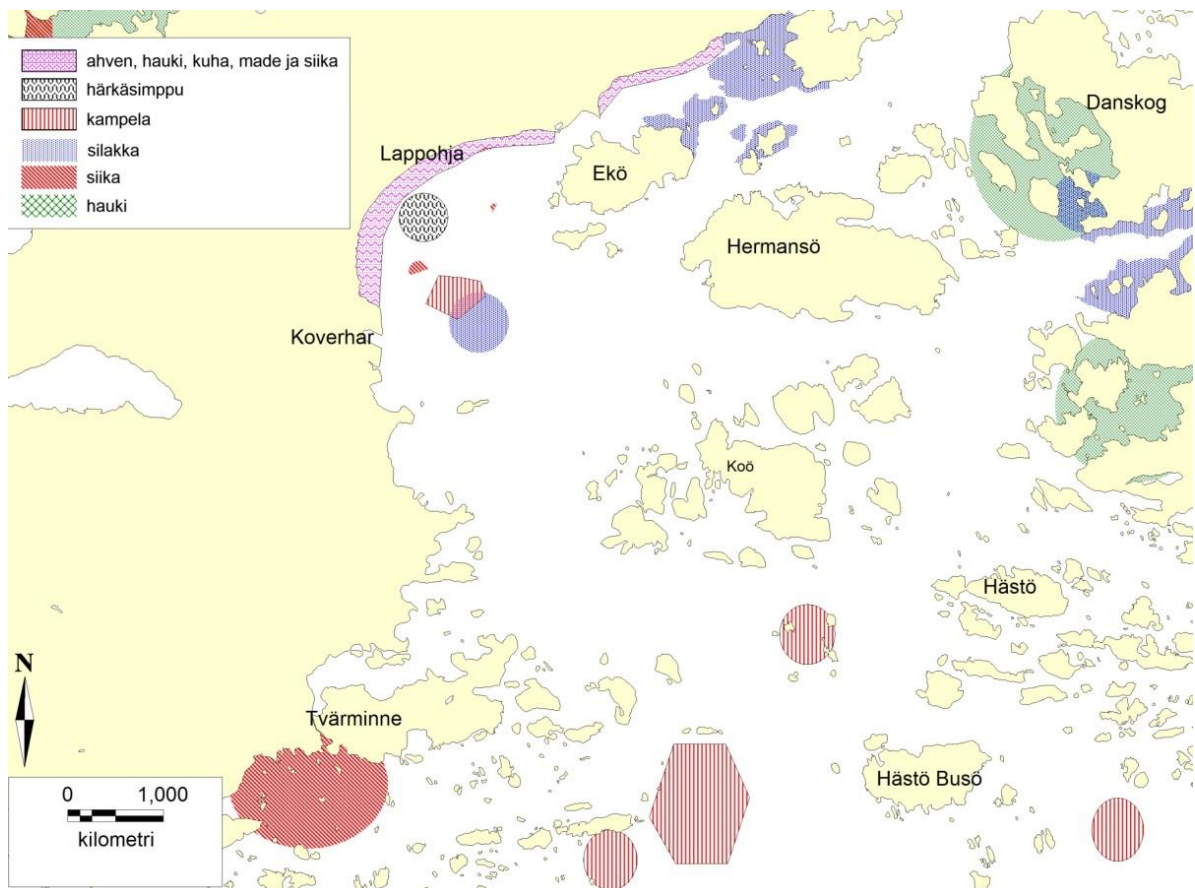 ahven, hauki, kuha, made ja siika
härkäsimppu
kampela
silakka
siika
hauki
Danskog
Lappohja
Ekö
Hermansö
Koverhar
Koö
Hästö
N
Tvärminne
Hästö Busö
0 1,000
kilometri